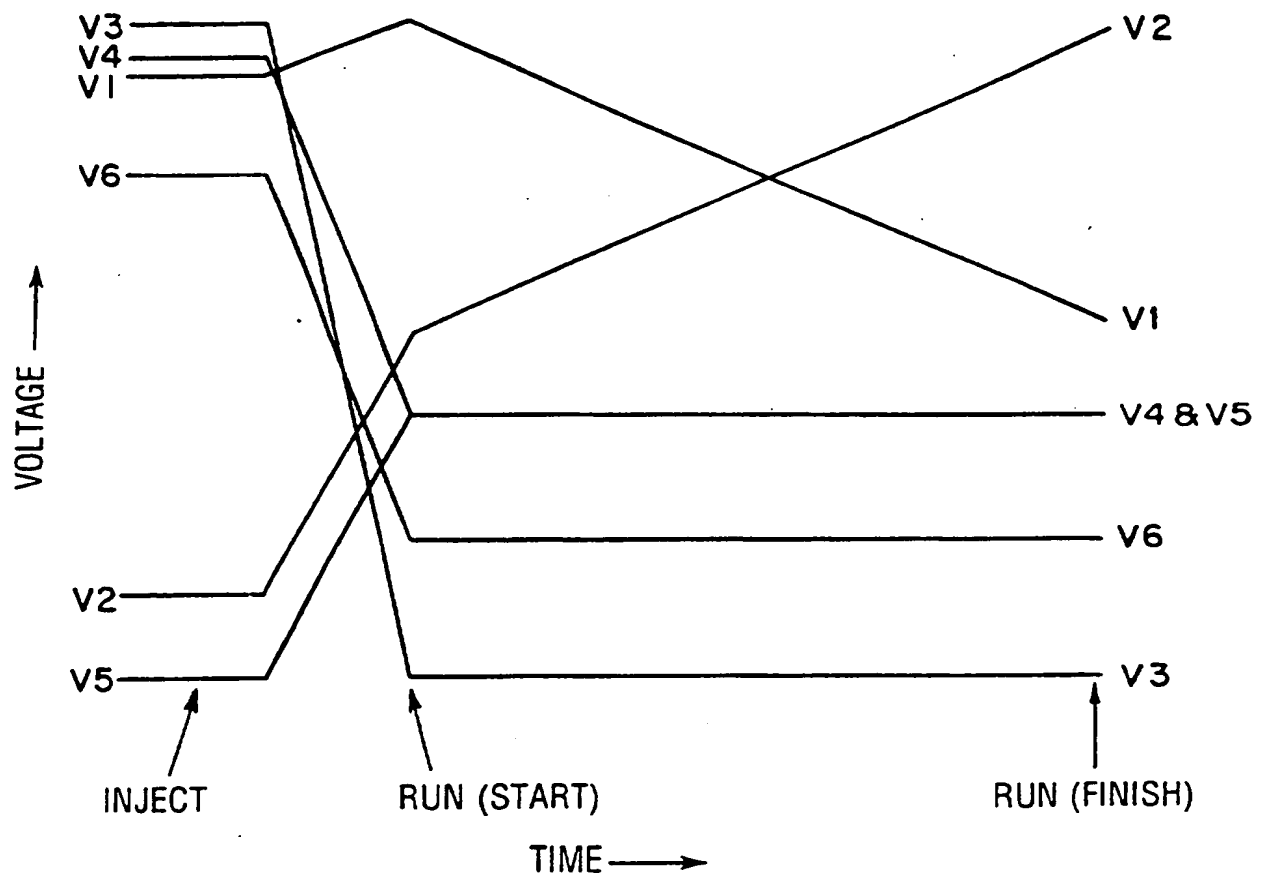 V3
V4
V1
V6
V2
V5
V2
V1
V4 & V5
V6
V3
VOLTAGE
INJECT
RUN (START)
RUN (FINISH)
TIME